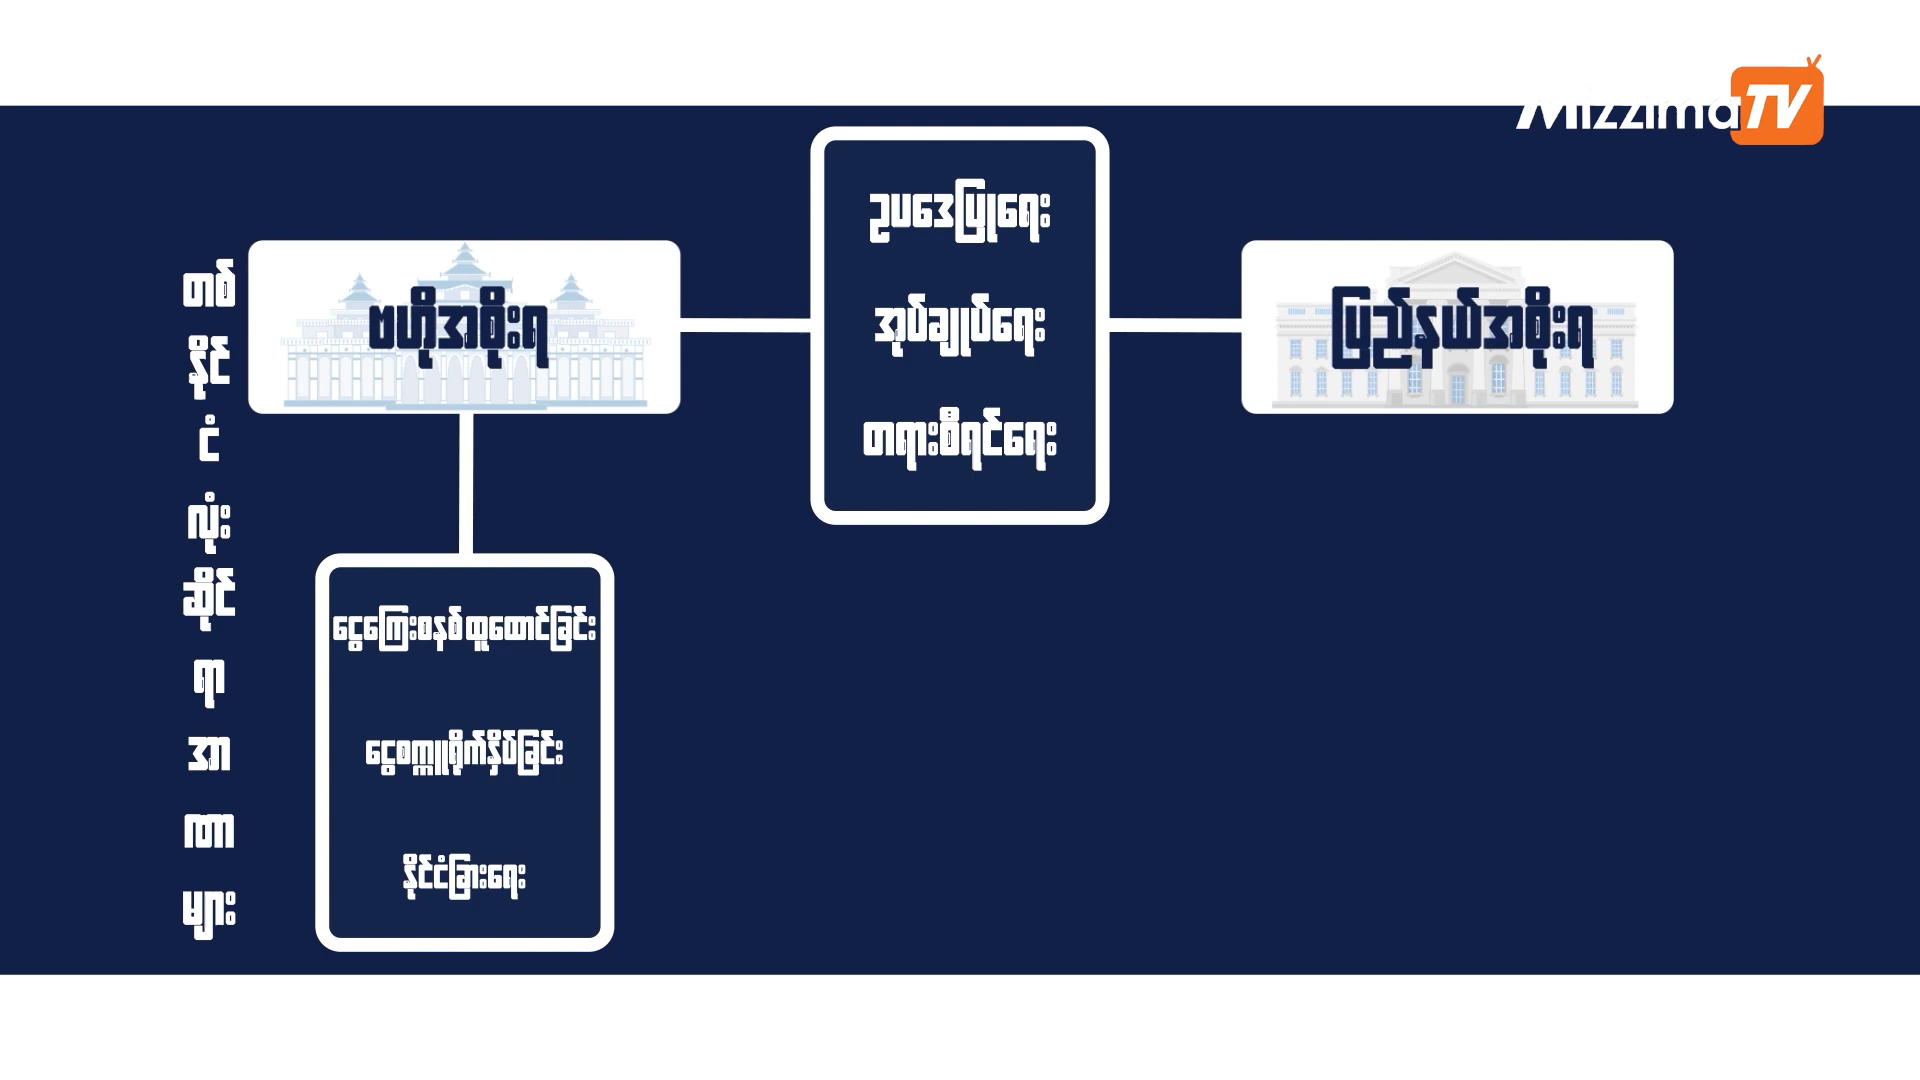 Mizzima TV
ဥပဒေပြုရေး
အုပ်ချုပ်ရေး
တရားစီရင်ရေး
ဗဟိုအစိုးရ
ပြည်နယ်အစိုးရ
တစ်
နိုင်
ငံ
လုံး
ဆိုင်
ရာ
အာ
ဏာ
များ
ငွေကြေးစနစ်ထူထောင်ခြင်း
ငွေစက္ကူရိုက်နှိပ်ခြင်း
နိုင်ငံခြားရေး